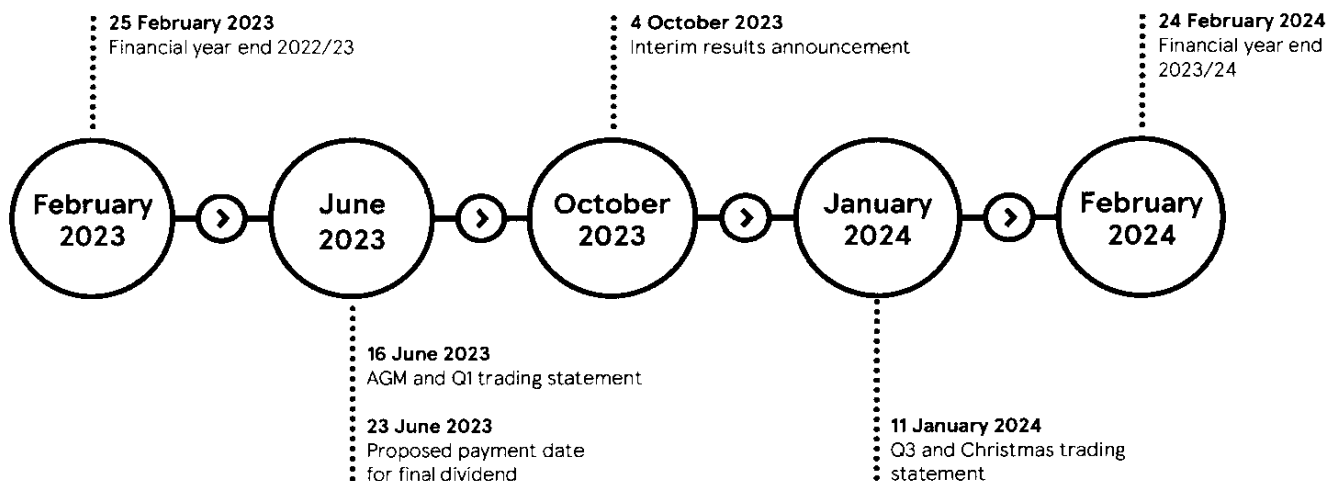 25 February 2023
Financial year end 2022/23
4 October 2023
Interim results announcement
24 February 2024
Financial year end
2023/24
February
2023
June
2023
October
2023
January
2024
February
2024
16 June 2023
AGM and Q1 trading statement
23 June 2023
Proposed payment date
for final dividend
11 January 2024
Q3 and Christmas trading
statement